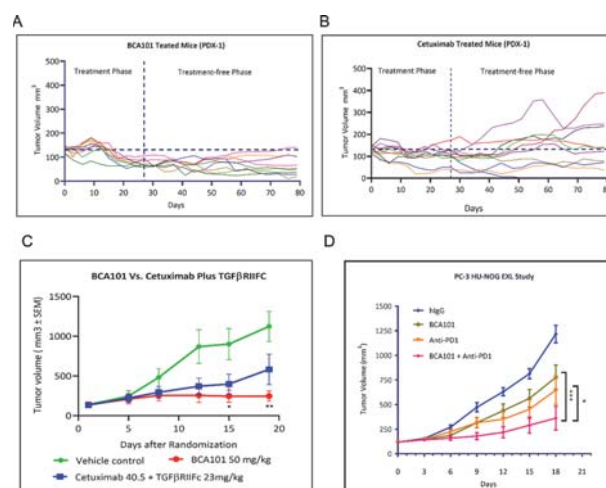 A
BCA101 Teated Mice (PDX-1)
Treatment Phase
Treatment-free Phase
Tumor Volume mm³
500
400
300
200
100
0
0 10 20 30 40 50 60 70 80
Days
B
Cetuximab Treated Mice (PDX-1)
Treatment Phase
Treatment-free Phase
Tumor Volume mm³
500
400
300
200
100
0
0 10 20 30 40 50 60 70 80
Days
C
BCA101 Vs. Cetuximab Plus TGFβRIIFC
Tumor volume ( mm3 ± SEM)
1500
1000
500
0
0 5 10 15 20
* **
Days after Randomization
Vehicle control
BCA101 50 mg/kg
Cetuximab 40.5 + TGFβRIIFc 23mg/kg
D
PC-3 HU-NOG EXL Study
hIgG
BCA101
Anti-PD1
BCA101 + Anti-PD1
Tumor Volume (mm³)
1500
1250
1000
750
500
250
0
*** *
0 3 6 9 12 15 18 21
Days